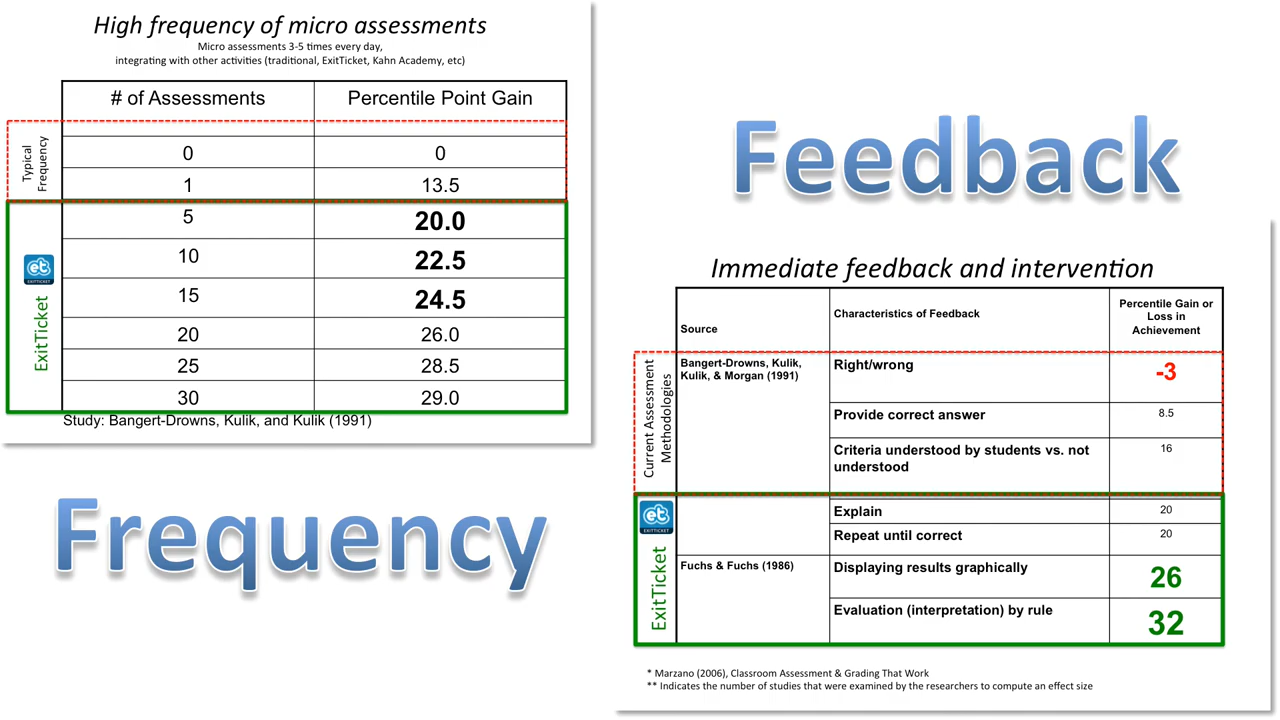 High frequency of micro assessments
Micro assessments 3-5 times every day,
integrating with other activities (traditional, ExitTicket, Kahn Academy, etc)
# of Assessments Percentile Point Gain
Typical
Frequency
0 0
1 13.5
5 20.0
10 22.5
15 24.5
20 26.0
25 28.5
30 29.0
et
EXITTICKET
ExitTicket
Study: Bangert-Drowns, Kulik, and Kulik (1991)
Frequency
Feedback
Immediate feedback and intervention
Source Characteristics of Feedback Percentile Gain or
Loss in
Achievement
Current Assessment
Methodologies
Bangert-Drowns, Kulik,
Kulik, & Morgan (1991)
Right/wrong -3
Provide correct answer 8.5
Criteria understood by students vs. not
understood 16
et
EXITTICKET
ExitTicket
Explain 20
Repeat until correct 20
Fuchs & Fuchs (1986) Displaying results graphically 26
Evaluation (interpretation) by rule 32
* Marzano (2006), Classroom Assessment & Grading That Work
** Indicates the number of studies that were examined by the researchers to compute an effect size